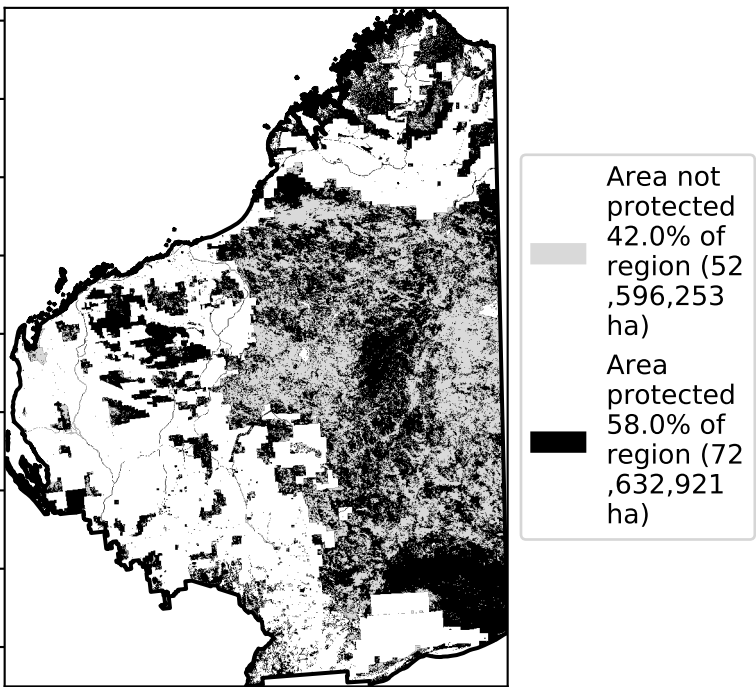 Area not
protected
42.0% of
region (52
,596,253
ha)
Area
protected
58.0% of
region (72
,632,921
ha)